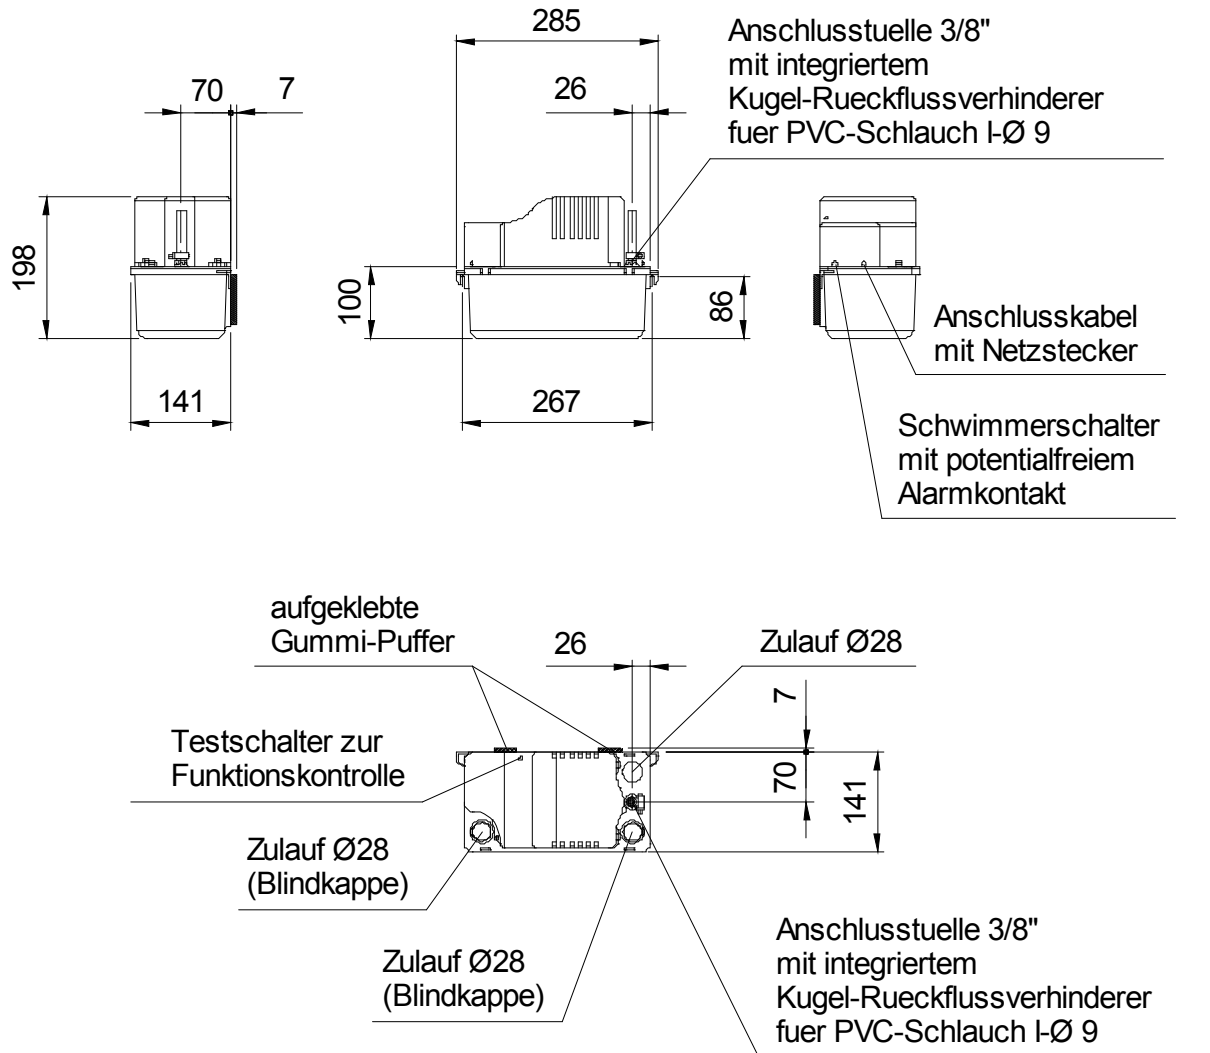 285
Anschlusstuelle 3/8"
mit integriertem
Kugel-Rueckflussverhinderer
fuer PVC-Schlauch I-Ø 9
70
7
26
198
100
86
141
267
Anschlusskabel
mit Netzstecker
Schwimmerschalter
mit potentialfreiem
Alarmkontakt
aufgeklebte
Gummi-Puffer
26
Zulauf Ø28
7
Testschalter zur
Funktionskontrolle
70
141
Zulauf Ø28
(Blindkappe)
Zulauf Ø28
(Blindkappe)
Anschlusstuelle 3/8"
mit integriertem
Kugel-Rueckflussverhinderer
fuer PVC-Schlauch I-Ø 9